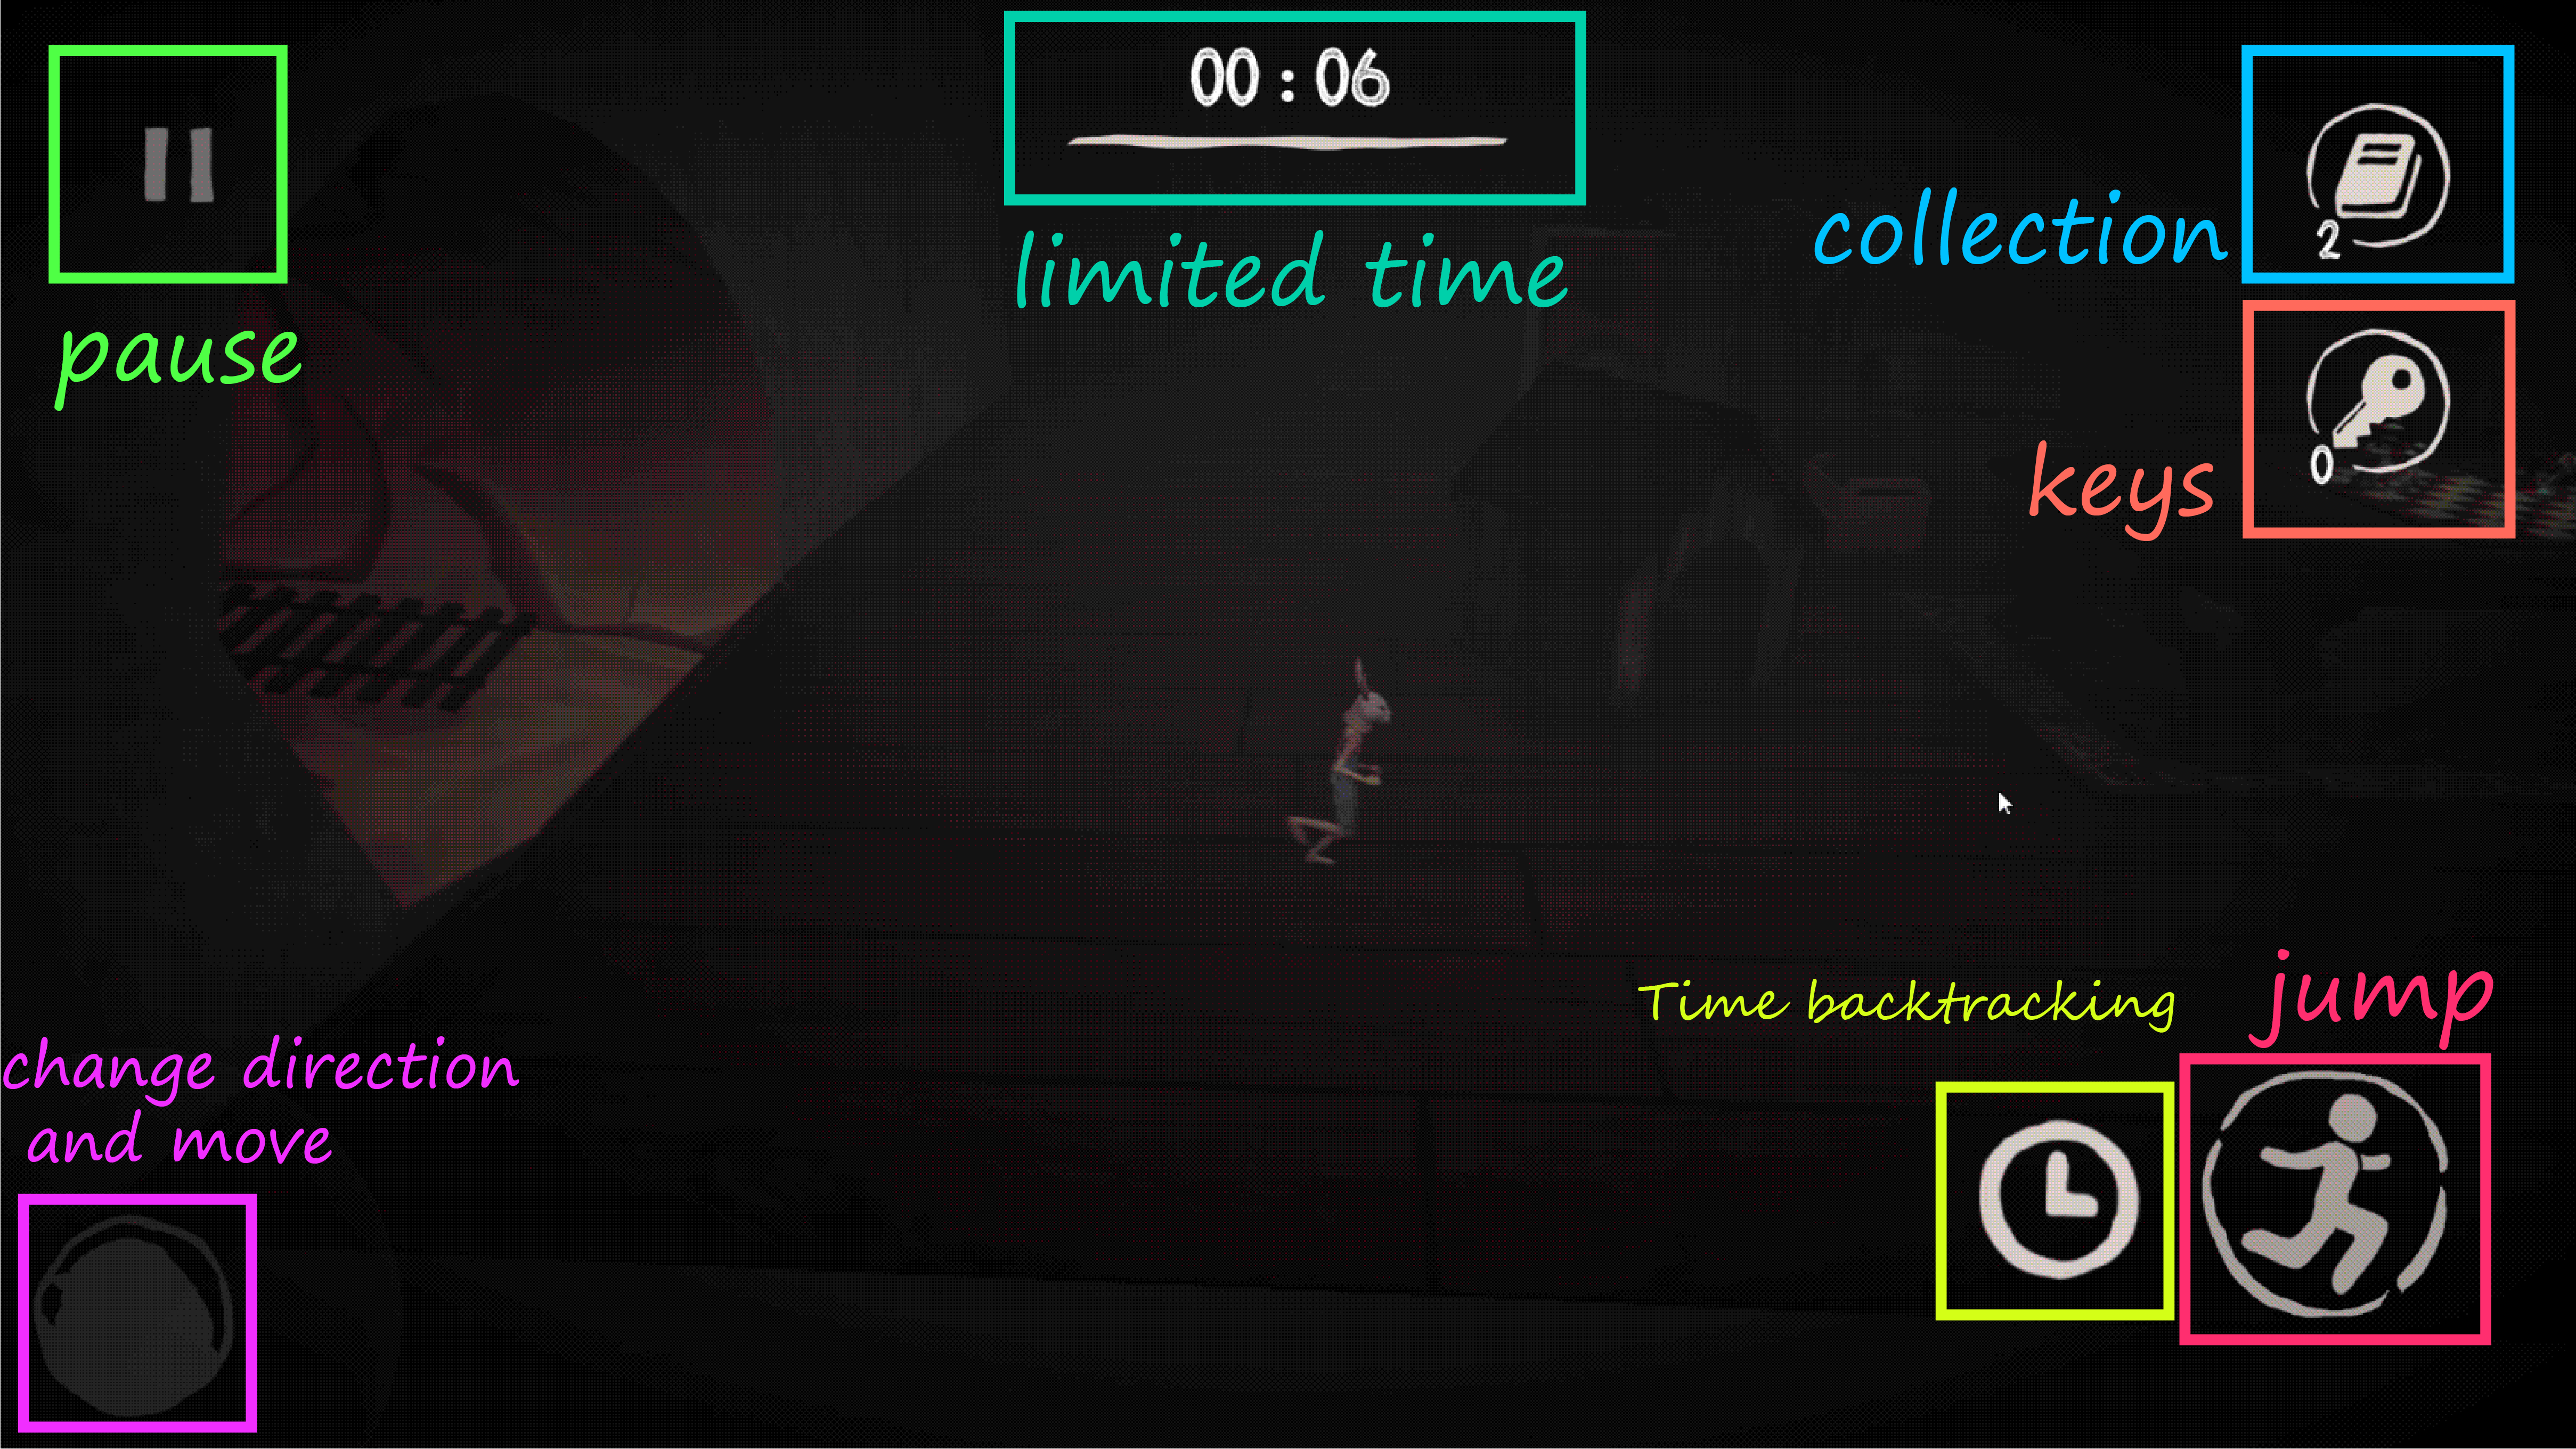 00 : 06
limited time
pause
collection
2
keys
0
Time backtracking
jump
change direction
and move